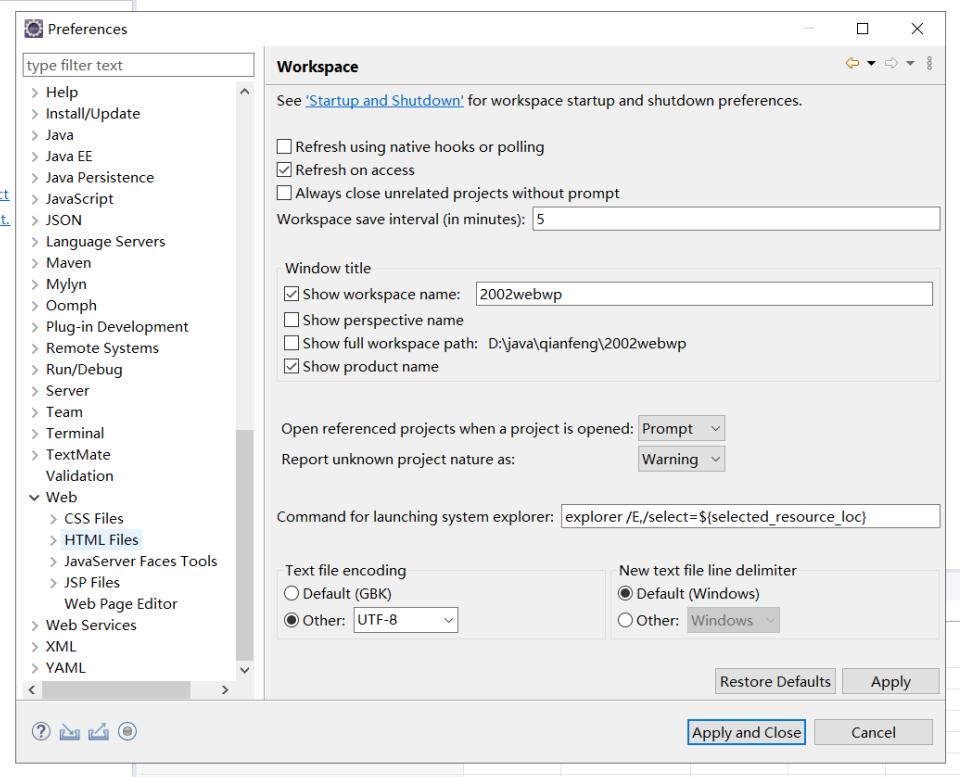 Preferences
type filter text
Help
Install/Update
Java
Java EE
Java Persistence
JavaScript
JSON
Language Servers
Maven
Mylyn
Oomph
Plug-in Development
Remote Systems
Run/Debug
Server
Team
Terminal
TextMate
Validation
Web
CSS Files
HTML Files
JavaServer Faces Tools
JSP Files
Web Page Editor
Web Services
XML
YAML
Workspace
See 'Startup and Shutdown' for workspace startup and shutdown preferences.
Refresh using native hooks or polling
Refresh on access
Always close unrelated projects without prompt
Workspace save interval (in minutes): 5
Window title
Show workspace name: 2002webwp
Show perspective name
Show full workspace path: D:\java\qianfeng\2002webwp
Show product name
Open referenced projects when a project is opened: Prompt
Report unknown project nature as: Warning
Command for launching system explorer: explorer /E,/select=${selected_resource_loc}
Text file encoding
Default (GBK)
Other: UTF-8
New text file line delimiter
Default (Windows)
Other: Windows
Restore Defaults Apply
Apply and Close Cancel
ct
t.